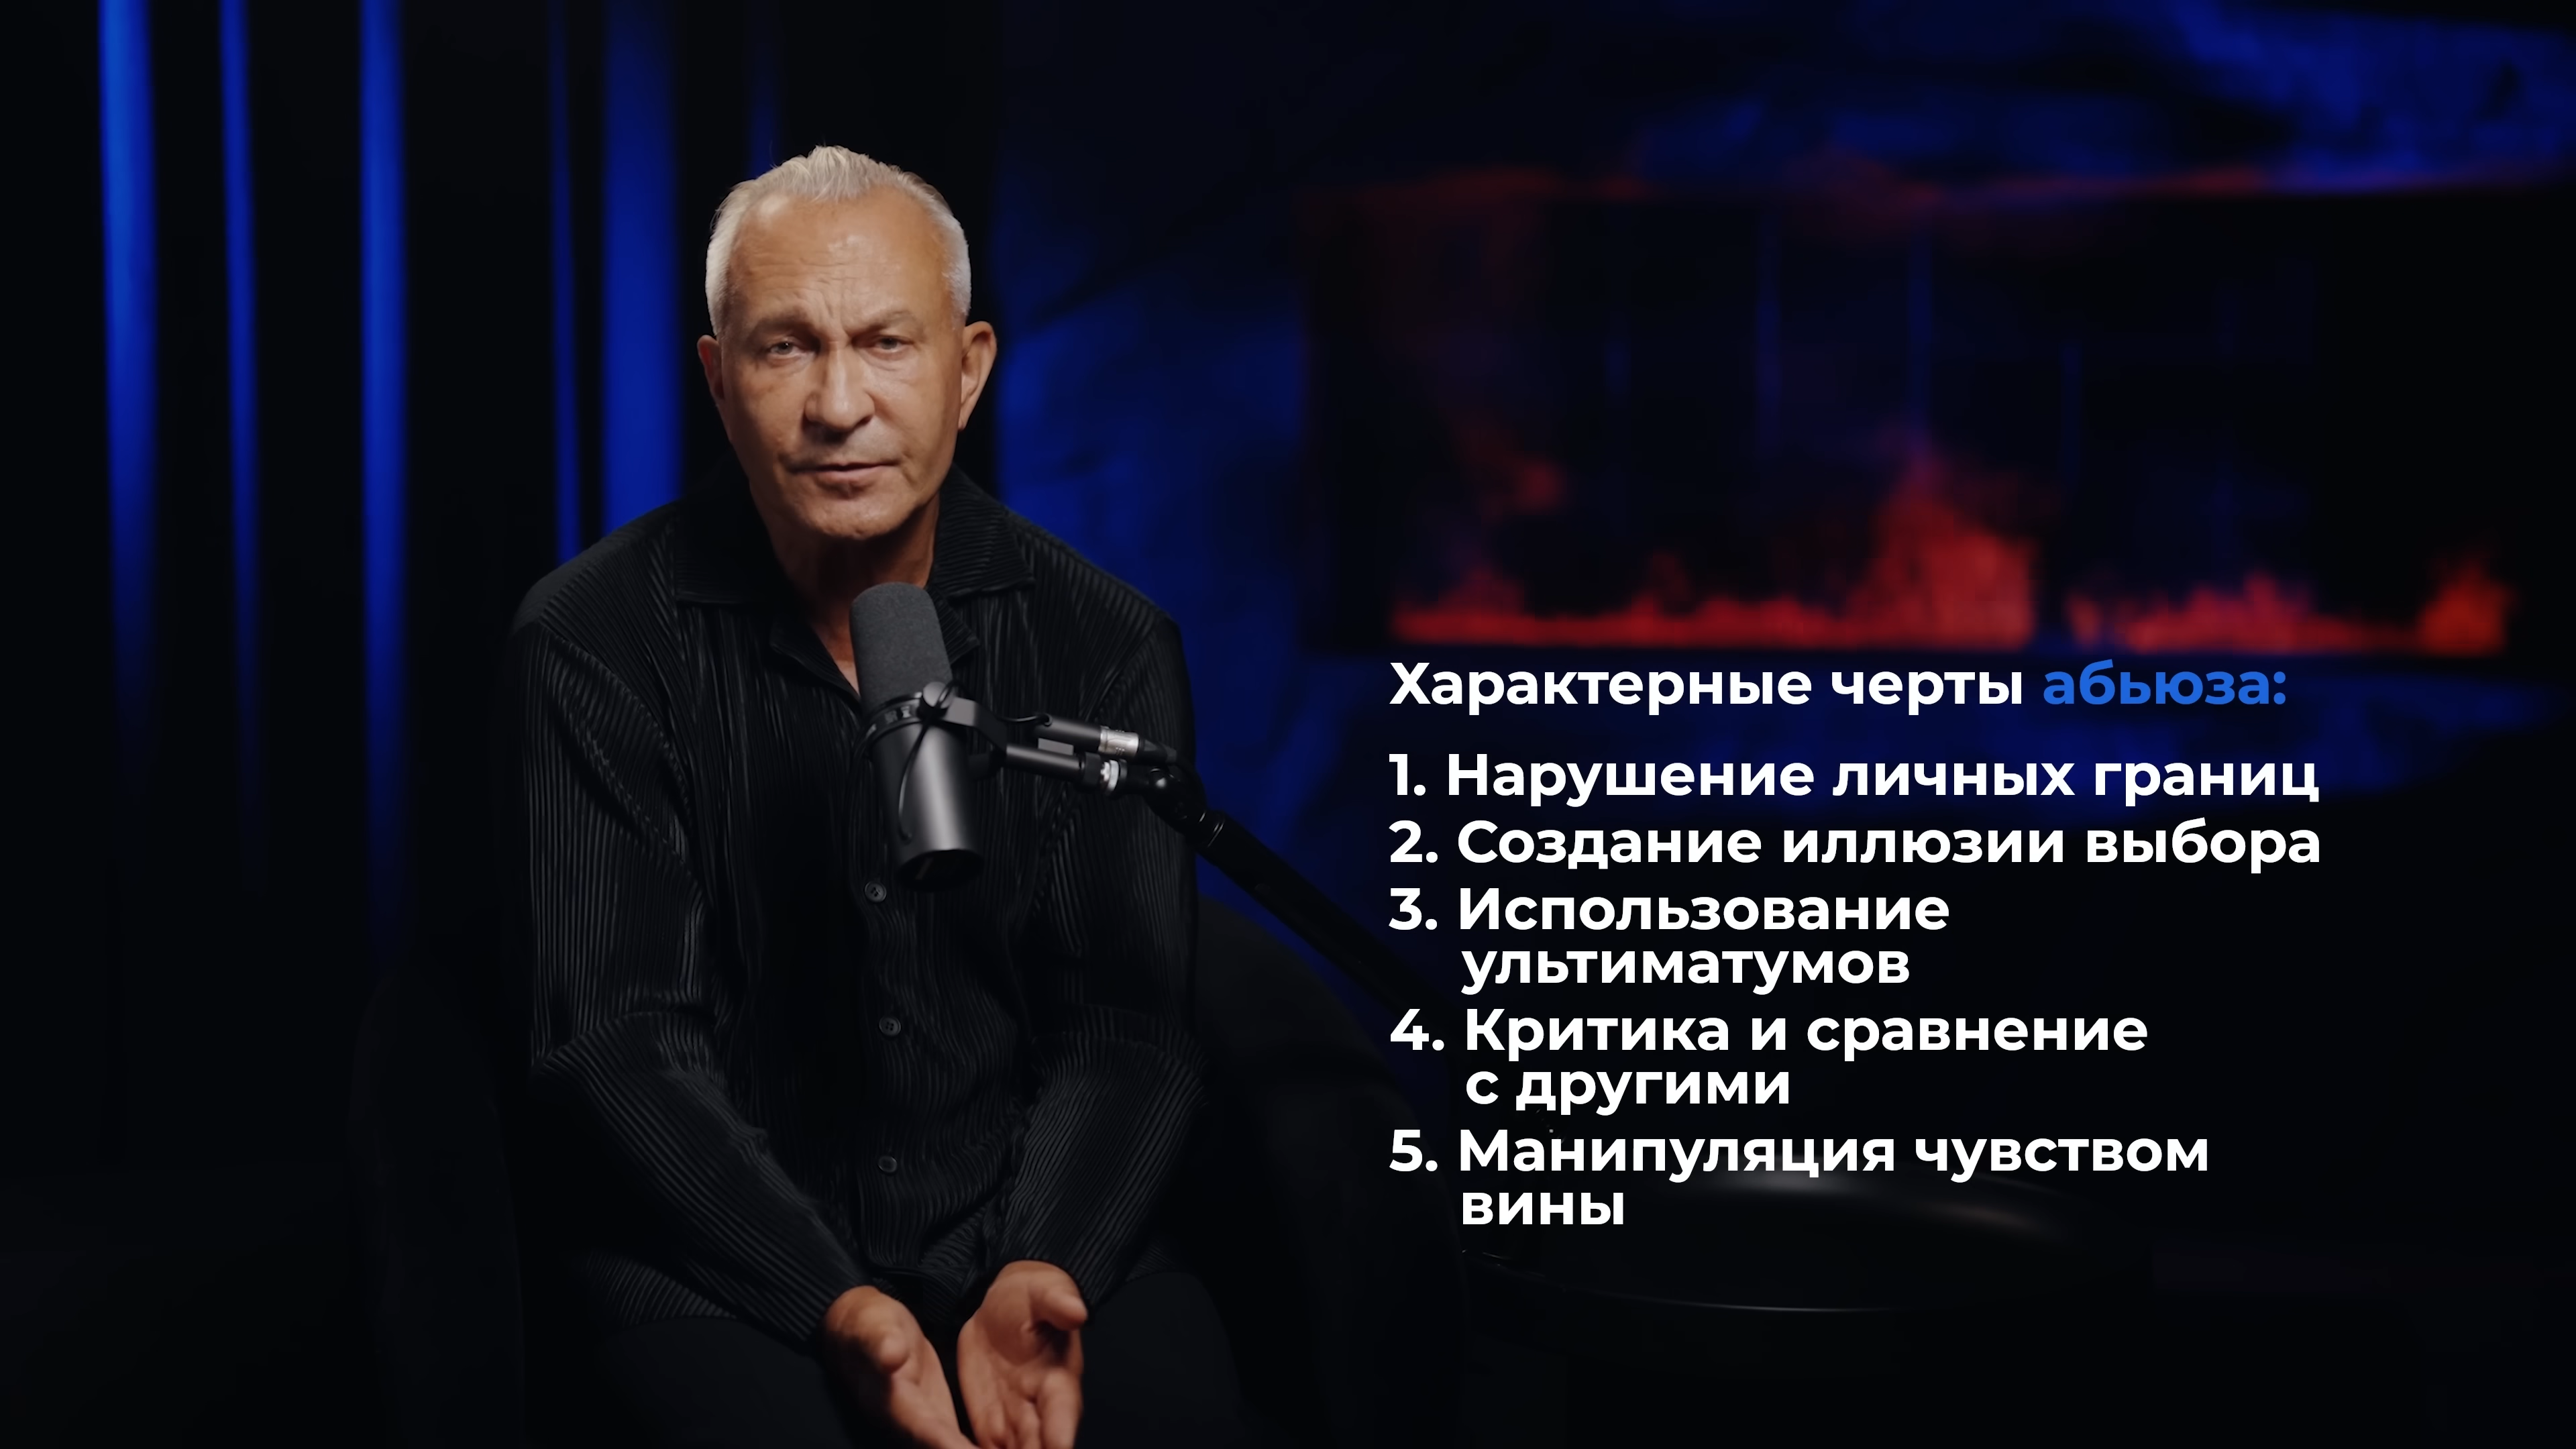 Характерные черты абьюза:
1. Нарушение личных границ
2. Создание иллюзии выбора
3. Использование
ультиматумов
4. Критика и сравнение
с другими
5. Манипуляция чувством
вины